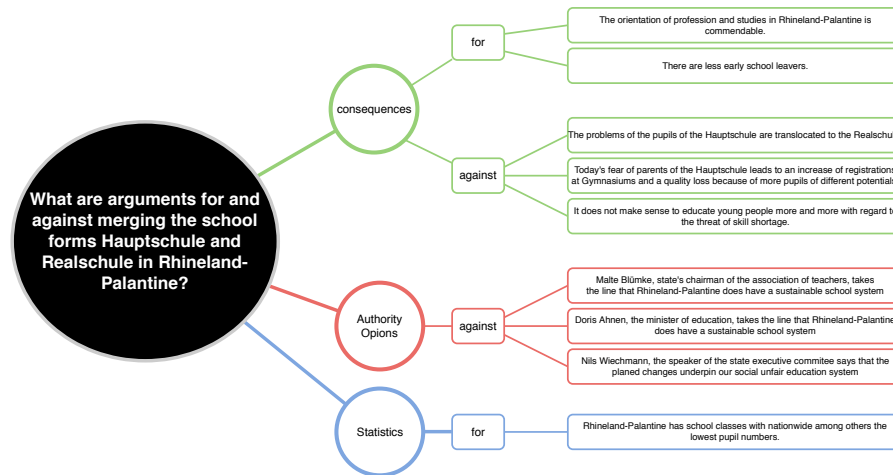 What are arguments for and
against merging the school
forms Hauptschule and
Realschule in Rhineland-
Palantine?
consequences
for
The orientation of profession and studies in Rhineland-Palantine is
commendable.
There are less early school leavers.
against
The problems of the pupils of the Hauptschule are translocated to the Realschul
Today's fear of parents of the Hauptschule leads to an increase of registrations
at Gymnasiums and a quality loss because of more pupils of different potentials
It does not make sense to educate young people more and more with regard to
the threat of skill shortage.
Authority
Opions
against
Malte Blümke, state's chairman of the association of teachers, takes
the line that Rhineland-Palantine does have a sustainable school system
Doris Ahnen, the minister of education, takes the line that Rhineland-Palantine
does have a sustainable school system
Nils Wiechmann, the speaker of the state executive commitee says that the
planed changes underpin our social unfair education system
Statistics
for
Rhineland-Palantine has school classes with nationwide among others the
lowest pupil numbers.